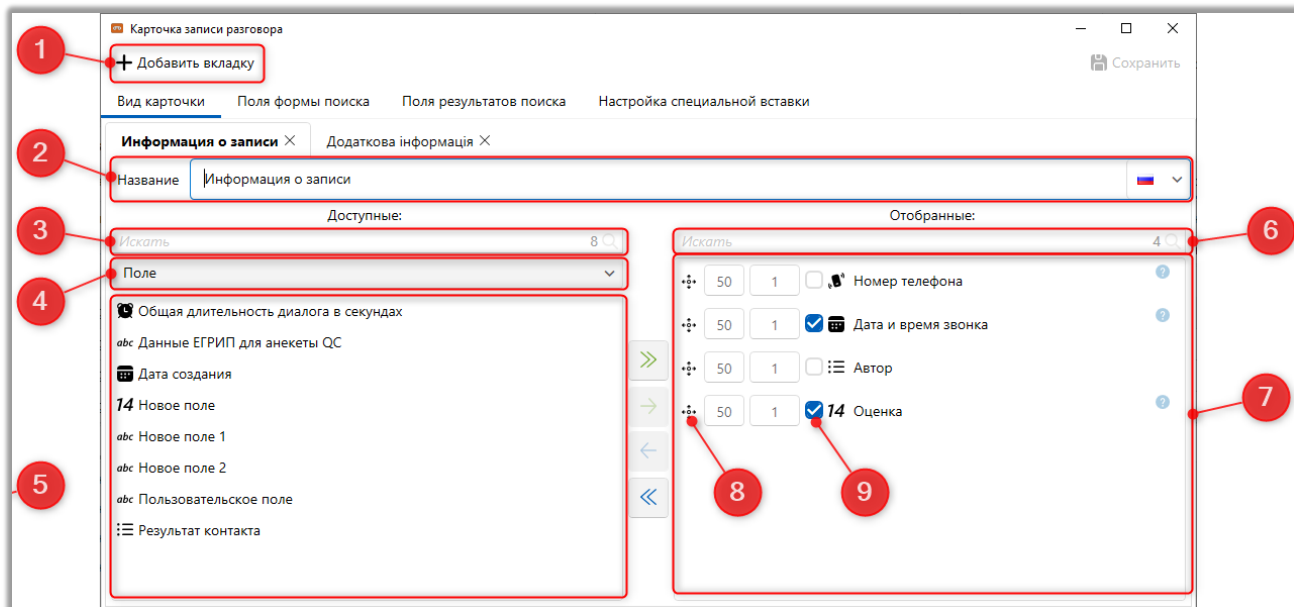 Карточка записи разговора
1
Добавить вкладку
Сохранить
Вид карточки Поля формы поиска Поля результатов поиска Настройка специальной вставки
Информация о записи Додаткова інформація
2
Название Информация о записи
Доступные: Отобранные:
3
Искать 8 Искать 4
6
4
Поле
50 1 Номер телефона
Общая длительность диалога в секундах
50 1 Дата и время звонка
abc Данные ЕГРИП для анкеты QC
Дата создания
50 1 Автор
7
14 Новое поле
50 1 14 Оценка
abc Новое поле 1
abc Новое поле 2
5
8
9
abc Пользовательское поле
Результат контакта